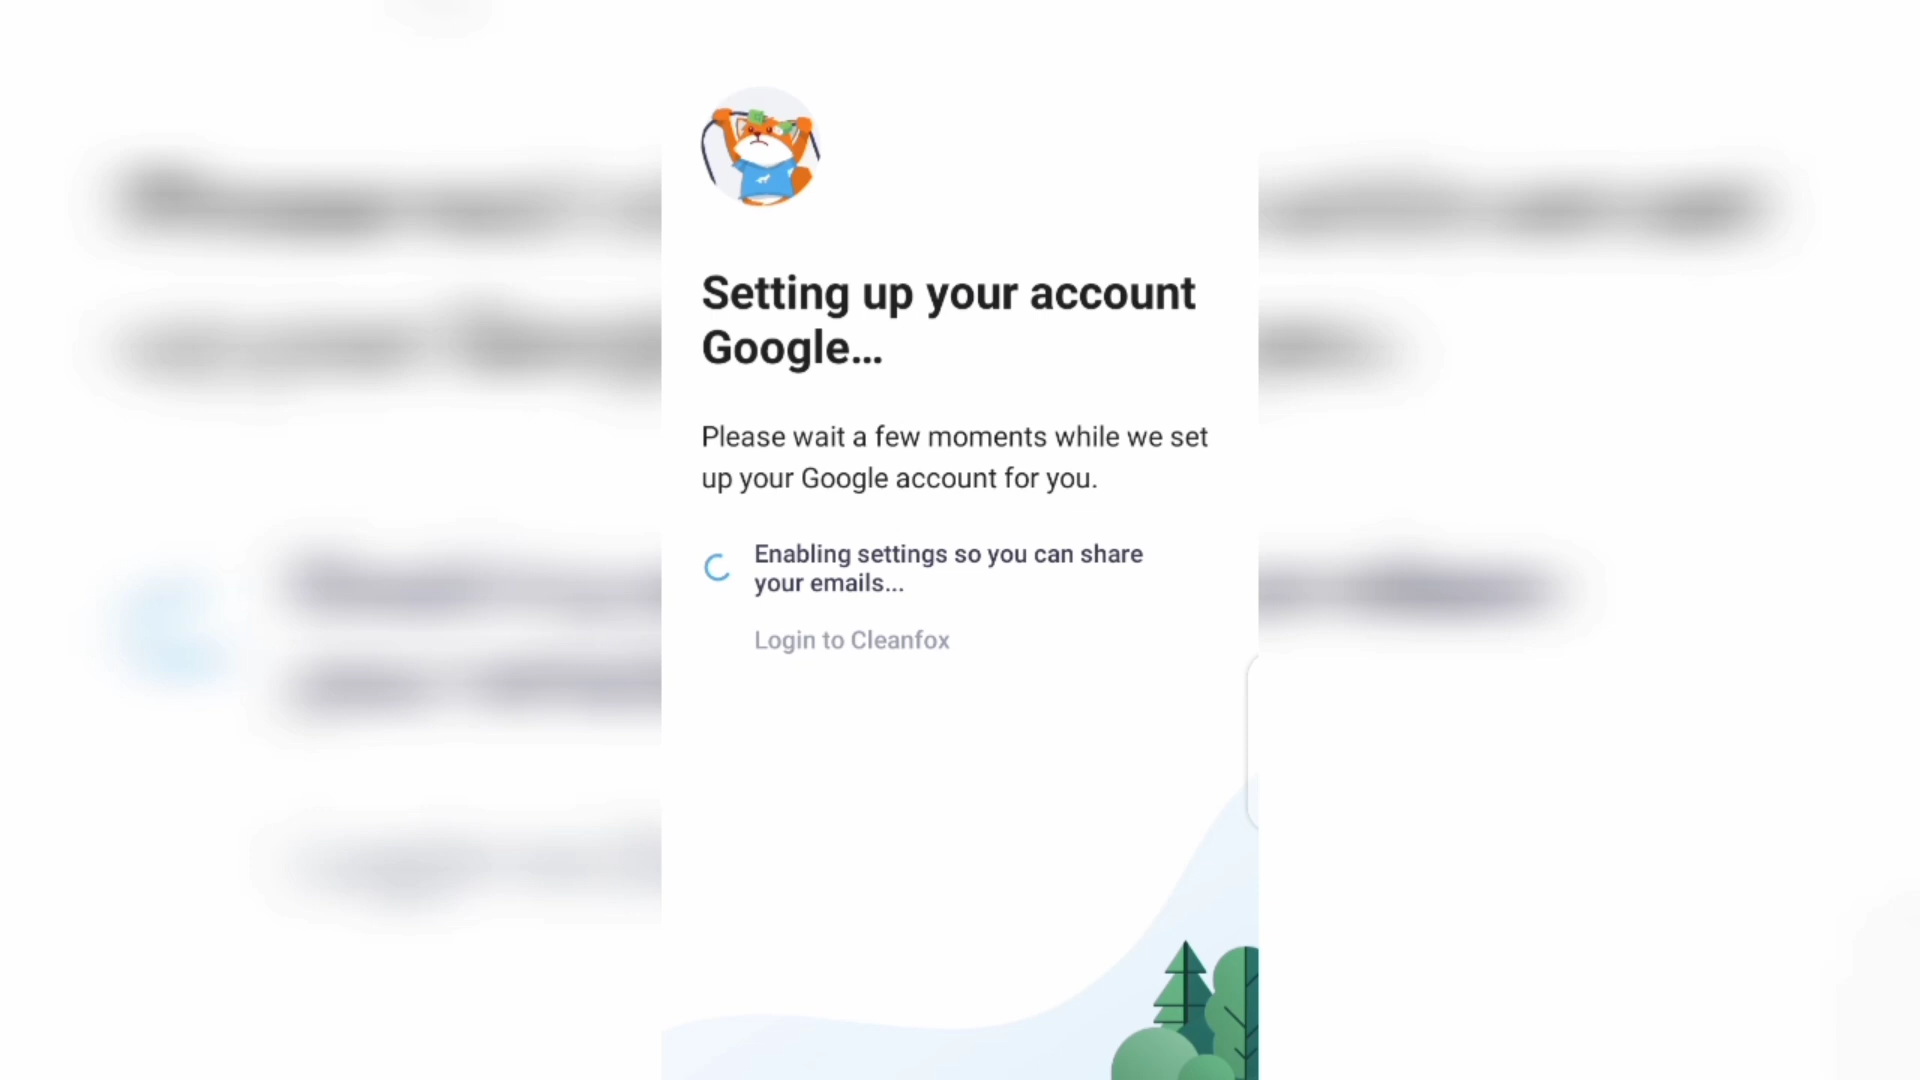 Setting up your account
Google...
Please wait a few moments while we set
up your Google account for you.
Enabling settings so you can share
your emails...
Login to Cleanfox